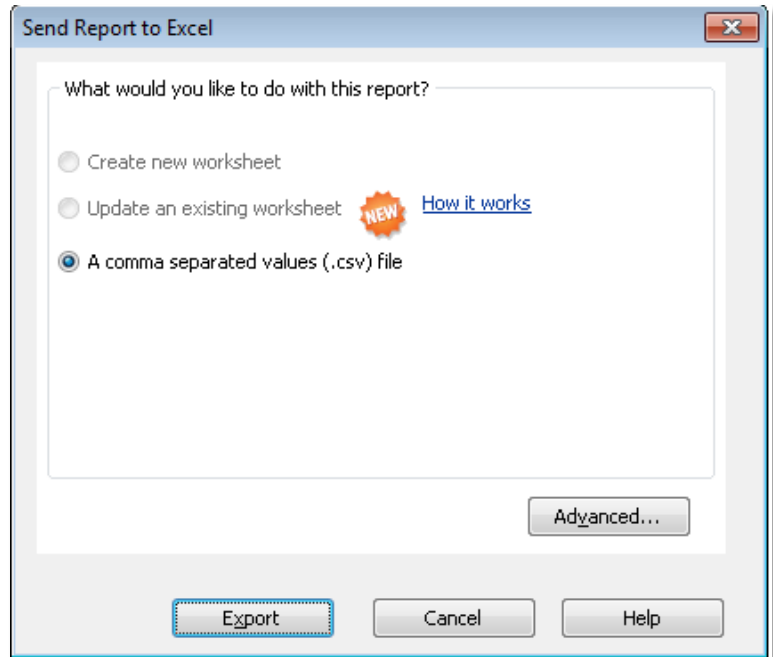 Send Report to Excel
What would you like to do with this report?
Create new worksheet
Update an existing worksheet NEW How it works
A comma separated values (.csv) file
Advanced...
Export Cancel Help